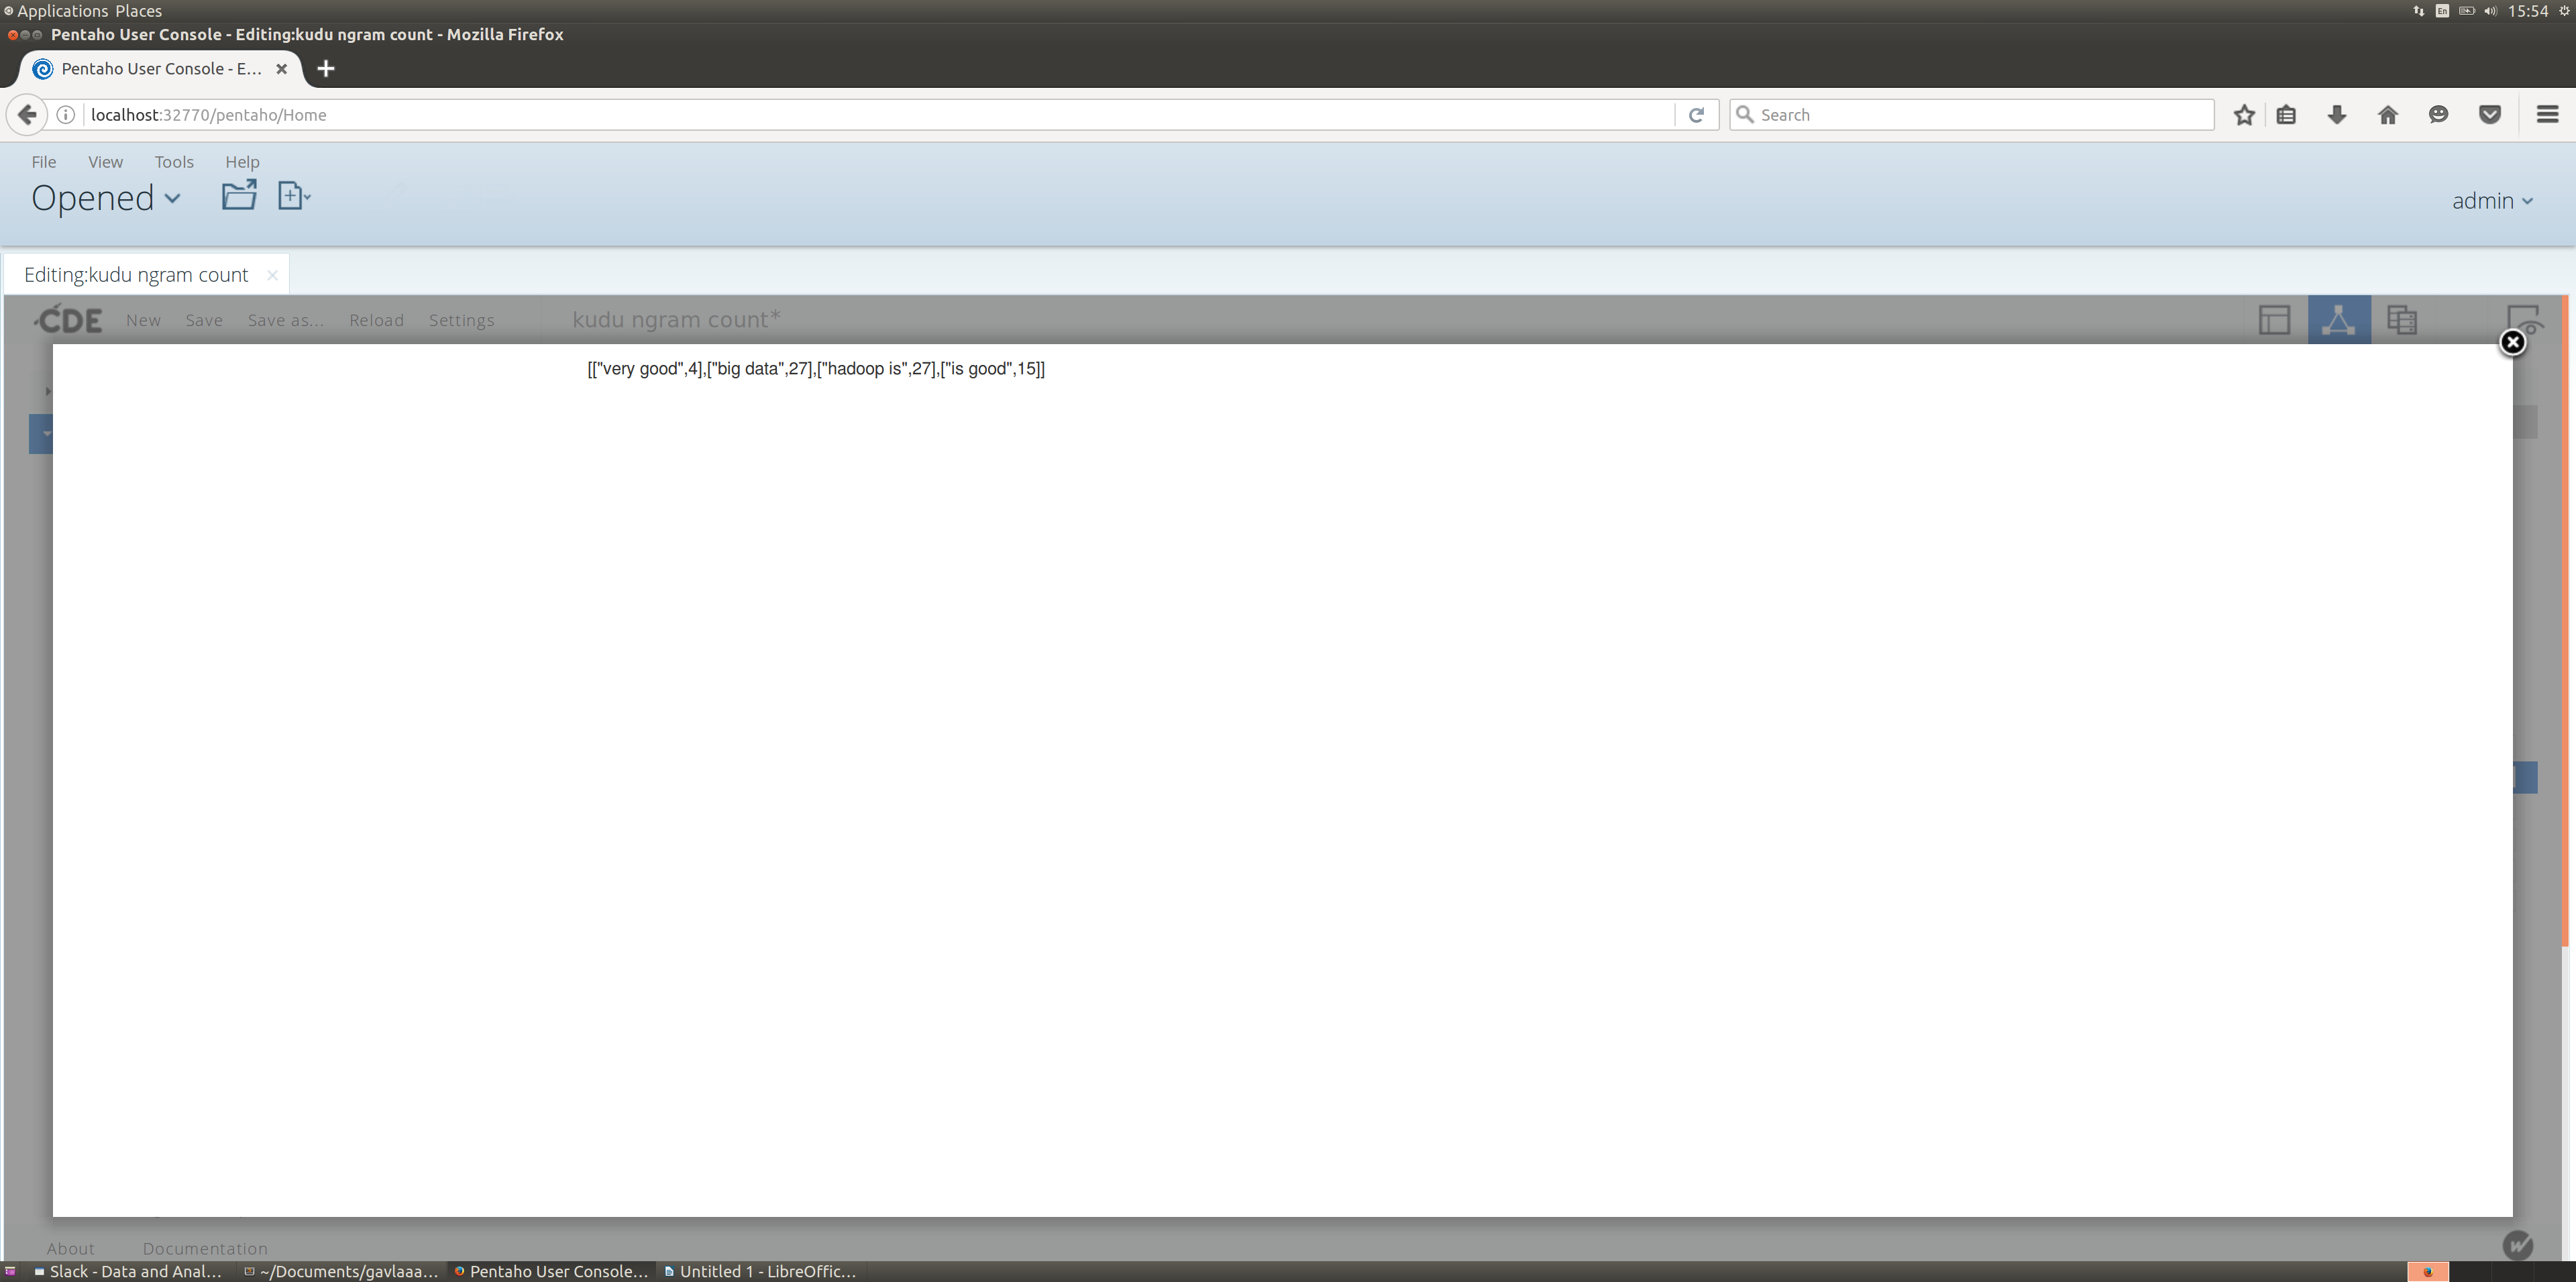 Applications Places
En 15:54
Pentaho User Console - Editing:kudu ngram count - Mozilla Firefox
Pentaho User Console - E...
localhost:32770/pentaho/Home
Search
File View Tools Help
Opened
admin
Editing:kudu ngram count
CDE New Save Save as... Reload Settings kudu ngram count*
[["very good",4],["big data",27],["hadoop is",27],["is good",15]]
About Documentation
Slack - Data and Anal... ~/Documents/gavlaaa... Pentaho User Console... Untitled 1 - LibreOffic...